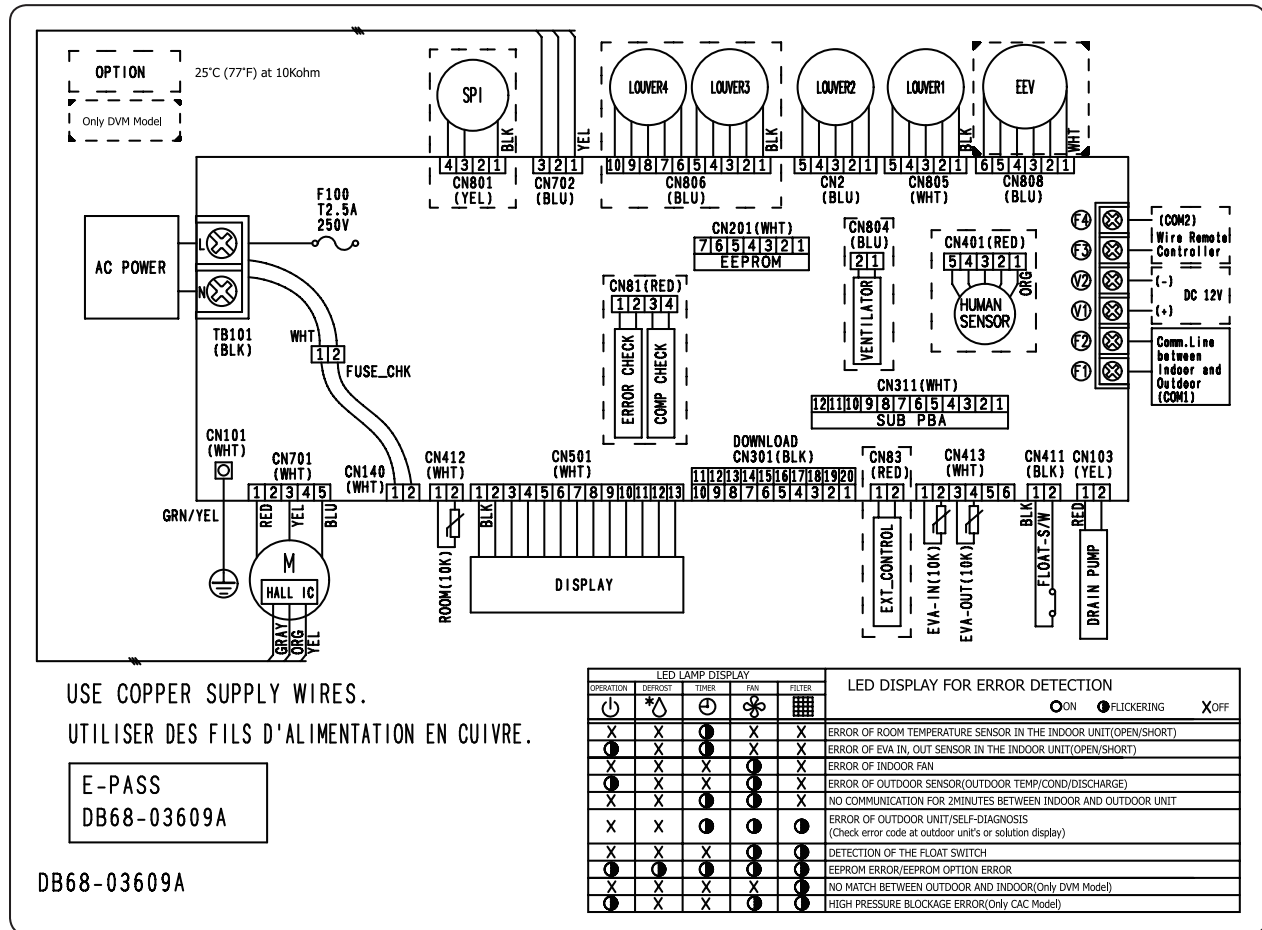 OPTION
25°C (77°F) at 10Kohm
Only DVM Model
SPI
LOUVER4
LOUVER3
LOUVER2
LOUVER1
EEV
BLK
YEL
BLK
BLK
WHT
4 3 2 1
3 2 1
10 9 8 7 6 5 4 3 2 1
5 4 3 2 1
5 4 3 2 1
6 5 4 3 2 1
CN801
(YEL)
CN702
(BLU)
CN806
(BLU)
CN2
(BLU)
CN805
(WHT)
CN808
(BLU)
F100
T2.5A
250V
AC POWER
L
N
TB101
(BLK)
WHT
1 2
FUSE_CHK
CN201(WHT)
7 6 5 4 3 2 1
EEPROM
CN804
(BLU)
2 1
VENTILATOR
CN401(RED)
5 4 3 2 1
ORG
HUMAN
SENSOR
CN81(RED)
1 2 3 4
ERROR CHECK
COMP CHECK
F4
F3
V2
V1
F2
F1
(COM2)
Wire Remote
Controller
(-)
DC 12V
(+)
Comm.Line
between
Indoor and
Outdoor
(COM1)
CN311(WHT)
12 11 10 9 8 7 6 5 4 3 2 1
SUB PBA
CN101
(WHT)
GRN/YEL
CN701
(WHT)
1 2 3 4 5
RED
YEL
BLU
M
HALL IC
GRAY
ORG
YEL
CN140
(WHT)
1 2
CN412
(WHT)
1 2
ROOM(10K)
CN501
(WHT)
1 2 3 4 5 6 7 8 9 10 11 12 13
BLK
DISPLAY
DOWNLOAD
CN301(BLK)
11 12 13 14 15 16 17 18 19 20
10 9 8 7 6 5 4 3 2 1
CN83
(RED)
1 2
EXT_CONTROL
CN413
(WHT)
1 2 3 4 5 6
EVA-IN(10K)
EVA-OUT(10K)
CN411
(BLK)
1 2
BLK
FLOAT-S/W
CN103
(YEL)
1 2
RED
DRAIN PUMP
USE COPPER SUPPLY WIRES.
UTILISER DES FILS D'ALIMENTATION EN CUIVRE.
E-PASS
DB68-03609A
DB68-03609A
LED LAMP DISPLAY
OPERATION DEFROST TIMER FAN FILTER
LED DISPLAY FOR ERROR DETECTION
ON FLICKERING X OFF
X X X X ERROR OF ROOM TEMPERATURE SENSOR IN THE INDOOR UNIT(OPEN/SHORT)
X X X ERROR OF EVA IN, OUT SENSOR IN THE INDOOR UNIT(OPEN/SHORT)
X X X X ERROR OF INDOOR FAN
X X X ERROR OF OUTDOOR SENSOR(OUTDOOR TEMP/COND/DISCHARGE)
X X X NO COMMUNICATION FOR 2MINUTES BETWEEN INDOOR AND OUTDOOR UNIT
X X ERROR OF OUTDOOR UNIT/SELF-DIAGNOSIS
(Check error code at outdoor unit's or solution display)
X X X DETECTION OF THE FLOAT SWITCH
EEPROM ERROR/EEPROM OPTION ERROR
X X X X NO MATCH BETWEEN OUTDOOR AND INDOOR(Only DVM Model)
X X HIGH PRESSURE BLOCKAGE ERROR(Only CAC Model)